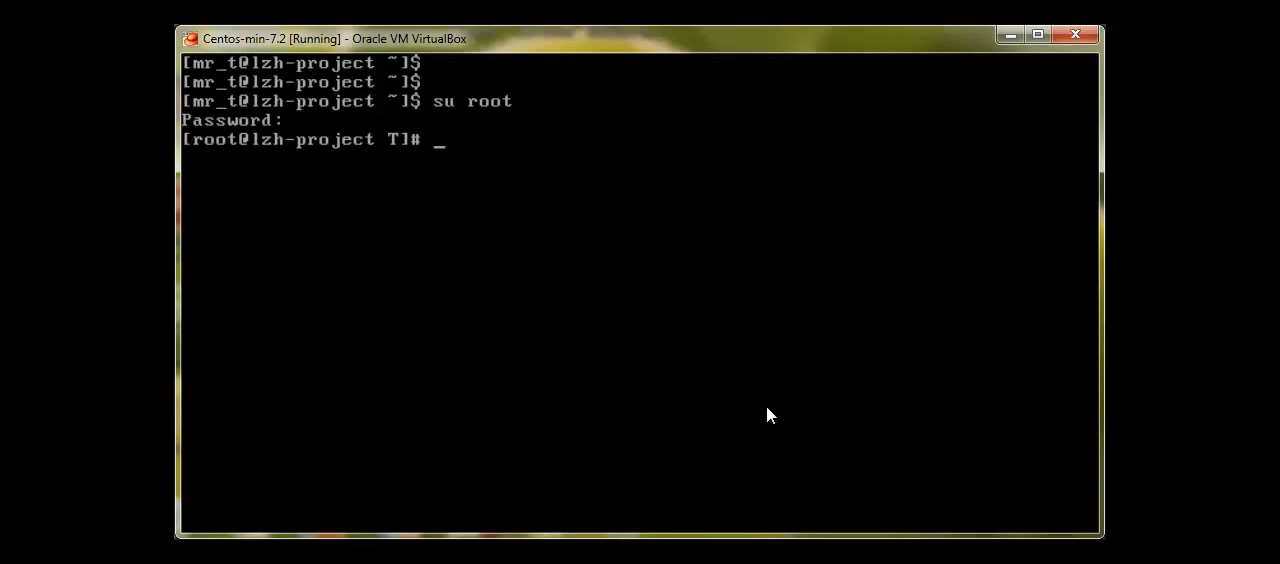 Centos-min-7.2 [Running] - Oracle VM VirtualBox
[mr_t@lzh-project ~]$
[mr_t@lzh-project ~]$
[mr_t@lzh-project ~]$ su root
Password:
[root@lzh-project T]# _